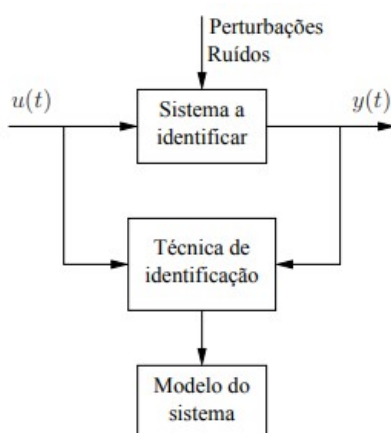 Perturbações
Ruídos
u(t)
y(t)
Sistema a
identificar
Técnica de
identificação
Modelo do
sistema